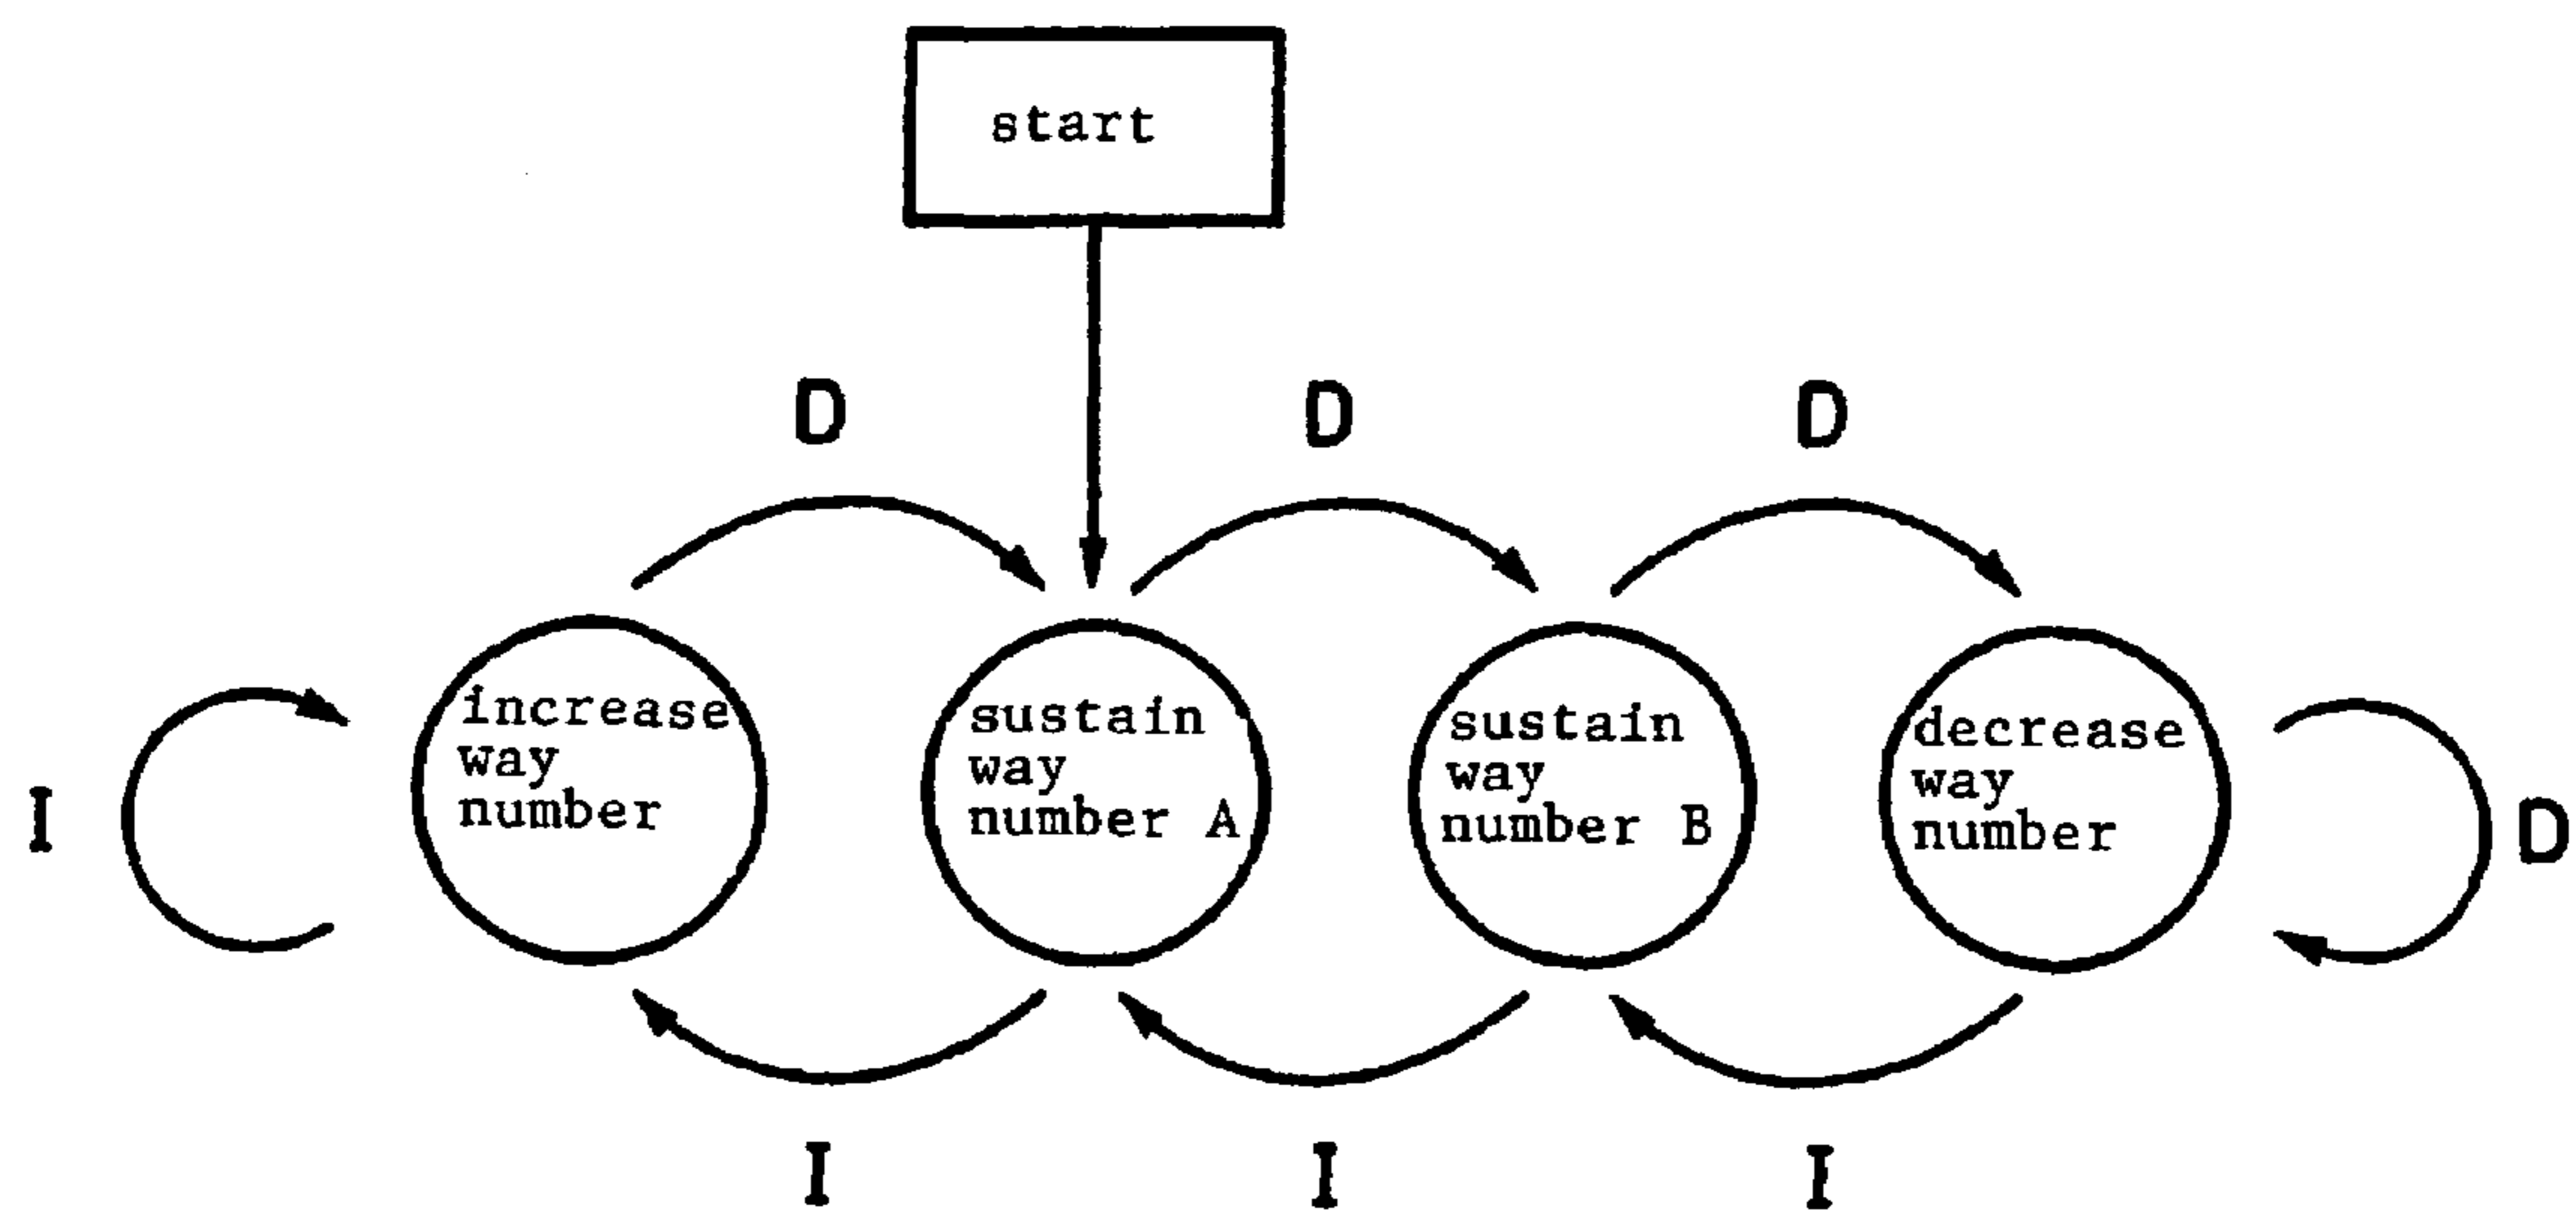 start
D
D
D
increase
way
number
sustain
way
number A
sustain
way
number B
decrease
way
number
I
D
I
I
I